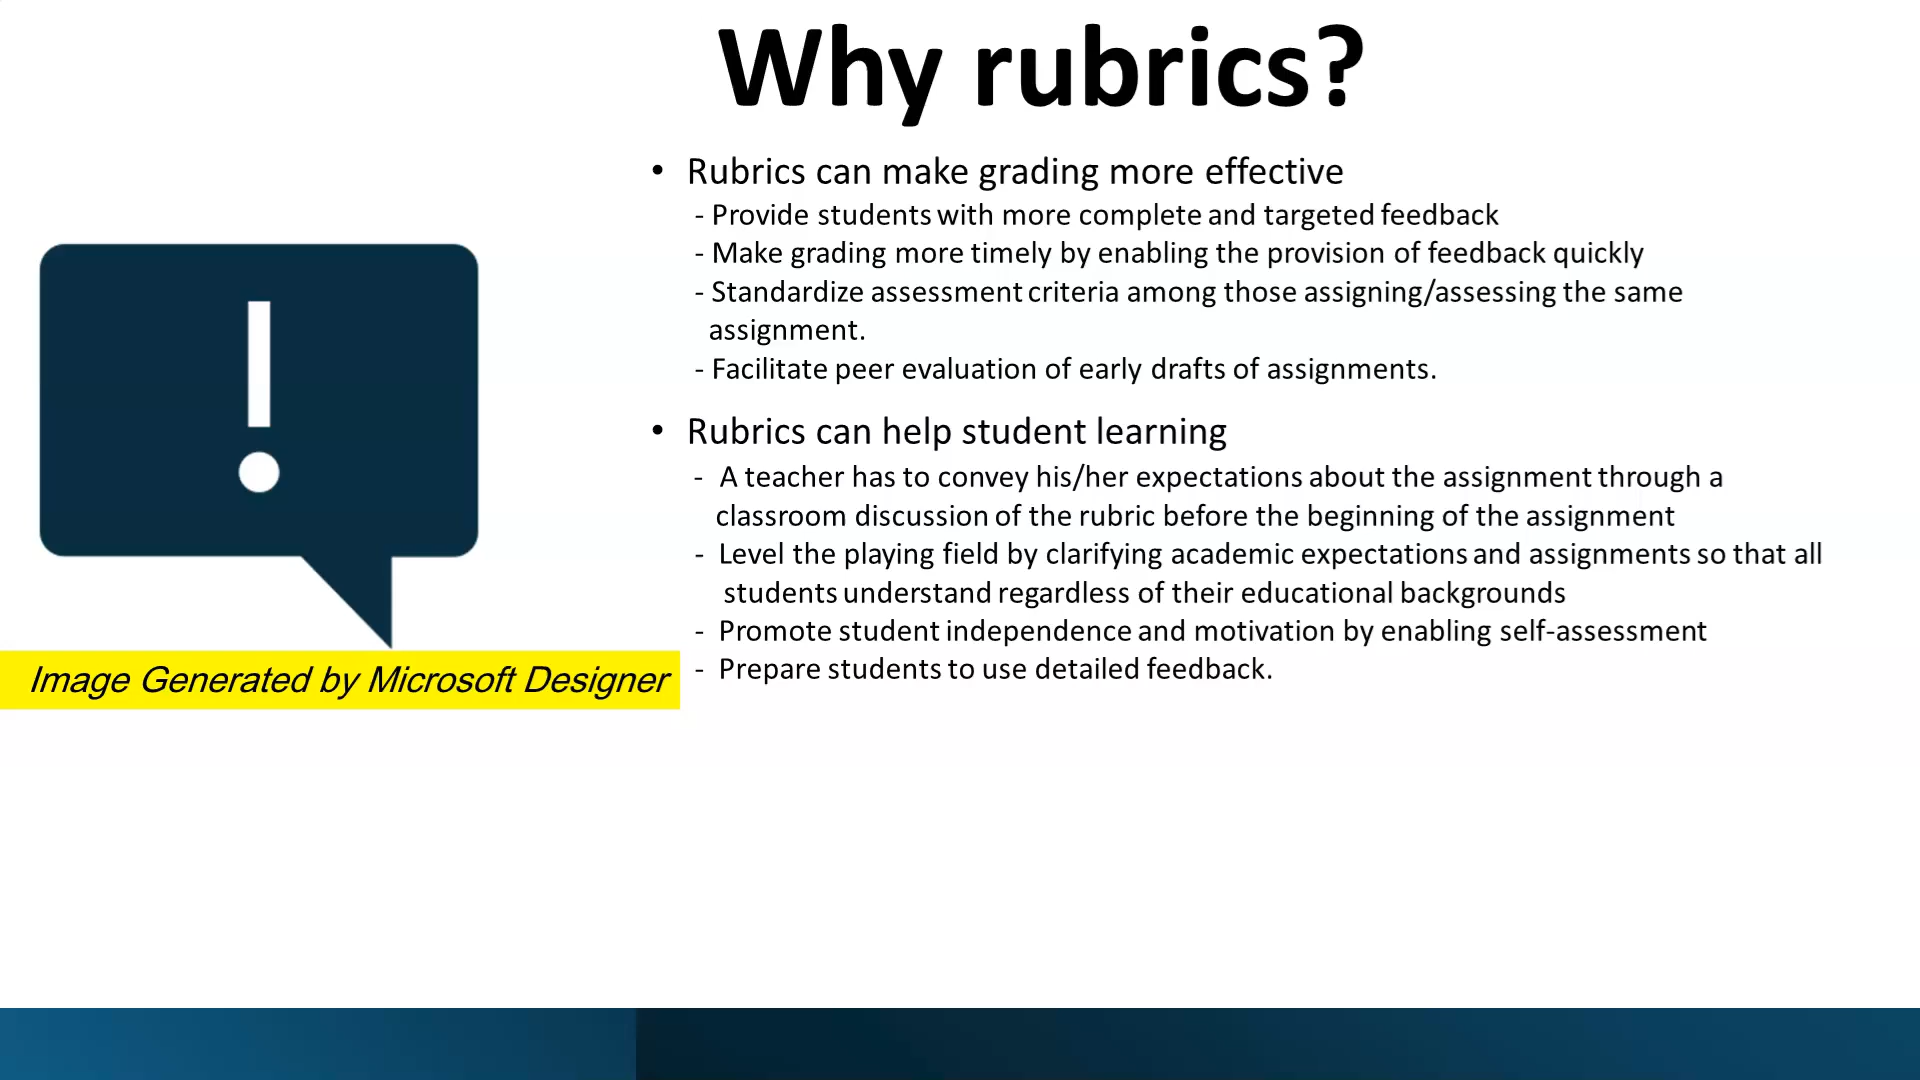 Why rubrics?
• Rubrics can make grading more effective
- Provide students with more complete and targeted feedback
- Make grading more timely by enabling the provision of feedback quickly
- Standardize assessment criteria among those assigning/assessing the same
assignment.
- Facilitate peer evaluation of early drafts of assignments.
• Rubrics can help student learning
- A teacher has to convey his/her expectations about the assignment through a
classroom discussion of the rubric before the beginning of the assignment
- Level the playing field by clarifying academic expectations and assignments so that all
students understand regardless of their educational backgrounds
- Promote student independence and motivation by enabling self-assessment
- Prepare students to use detailed feedback.
!
Image Generated by Microsoft Designer